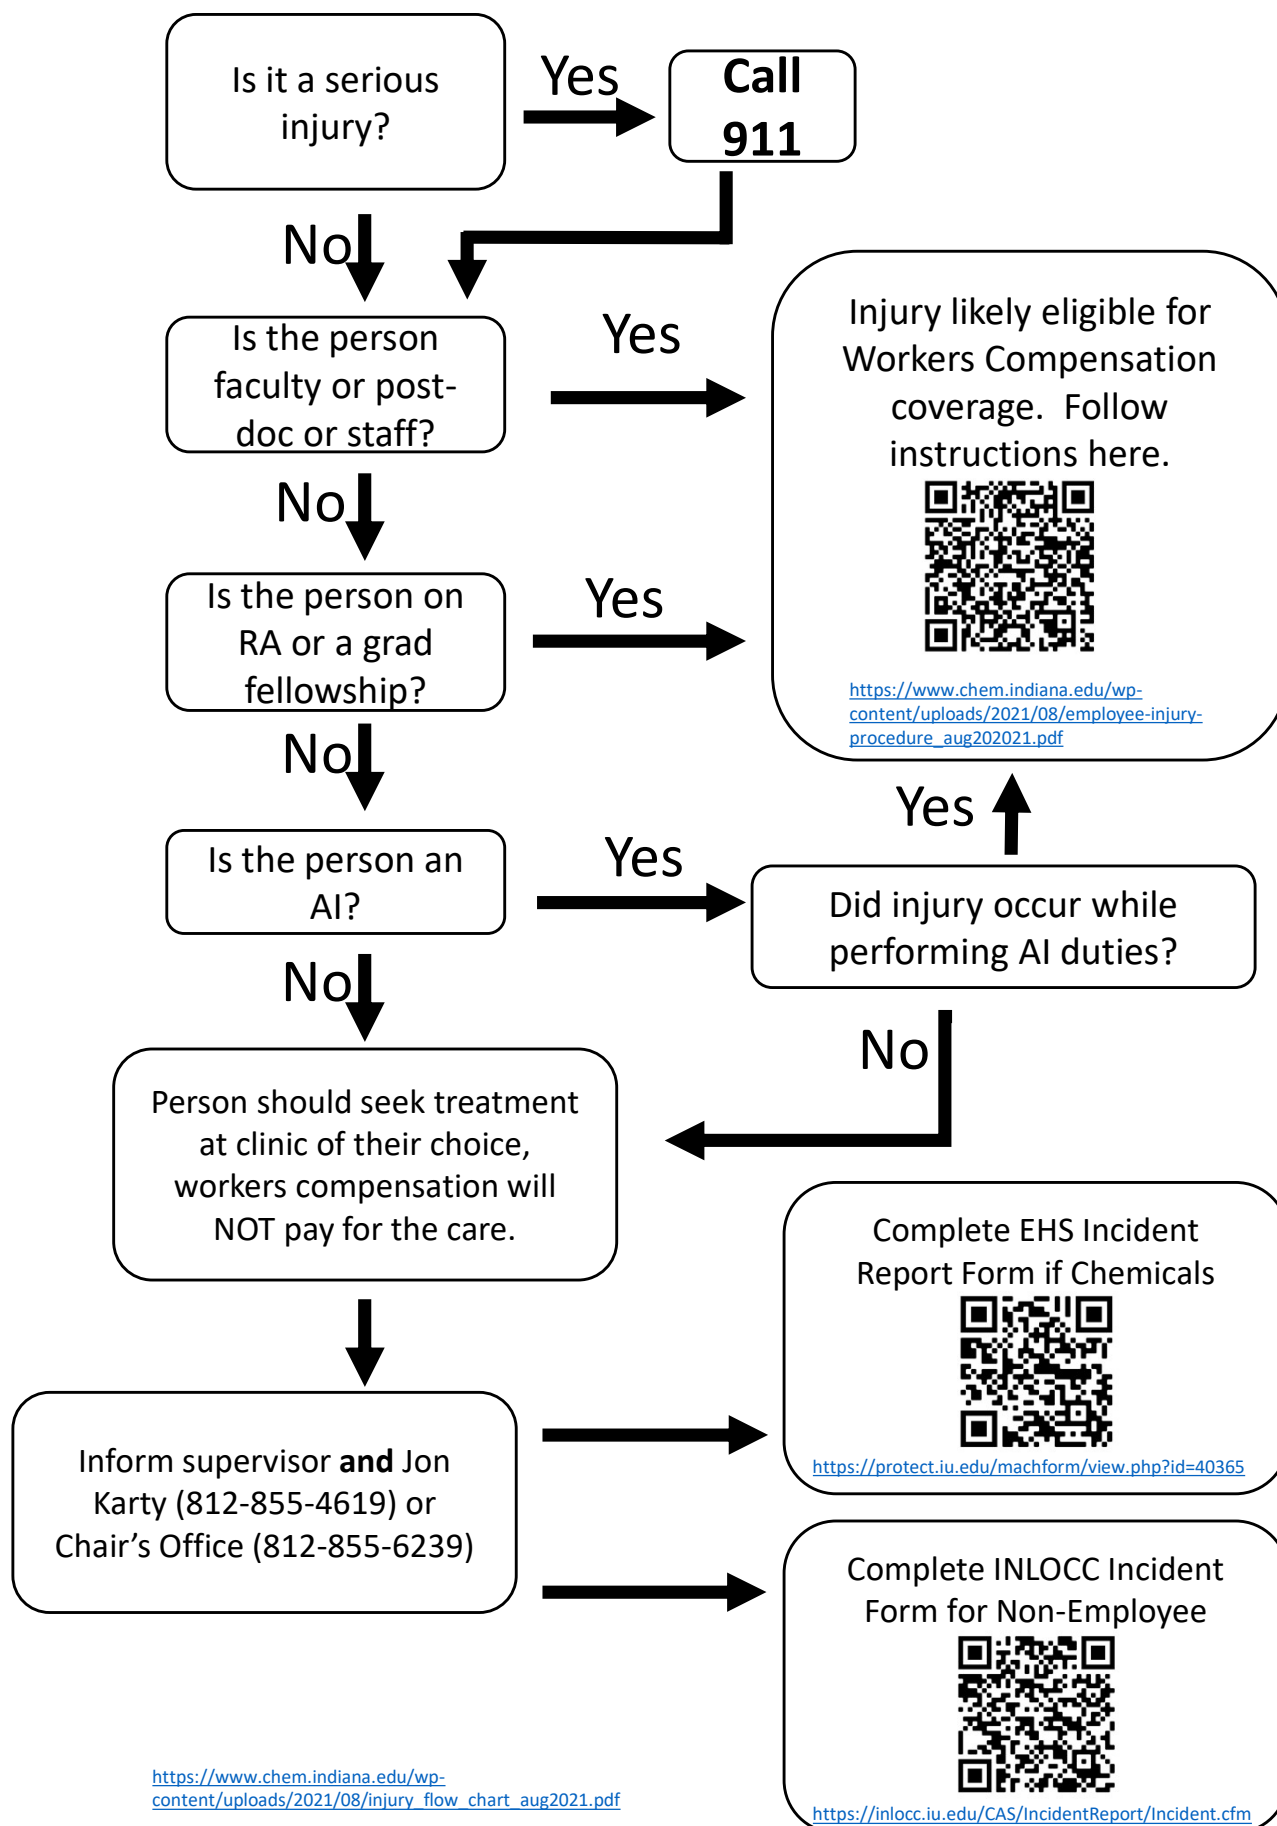 Is it a serious
injury?
Yes
Call
911
No
Is the person
faculty or post-
doc or staff?
Yes
Injury likely eligible for
Workers Compensation
coverage.  Follow
instructions here.
https://www.chem.indiana.edu/wp-
content/uploads/2021/08/employee-injury-
procedure_aug202021.pdf
No
Is the person on
RA or a grad
fellowship?
Yes
No
Is the person an
AI?
Yes
Did injury occur while
performing AI duties?
Yes
No
No
Person should seek treatment
at clinic of their choice,
workers compensation will
NOT pay for the care.
Inform supervisor and Jon
Karty (812-855-4619) or
Chair’s Office (812-855-6239)
Complete EHS Incident
Report Form if Chemicals
https://protect.iu.edu/machform/view.php?id=40365
Complete INLOCC Incident
Form for Non-Employee
https://inlocc.iu.edu/CAS/IncidentReport/Incident.cfm
https://www.chem.indiana.edu/wp-
content/uploads/2021/08/injury_flow_chart_aug2021.pdf